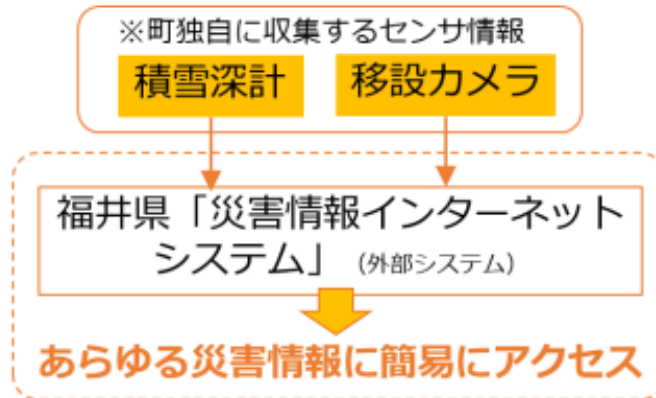 ※町独自に収集するセンサ情報
積雪深計 移設カメラ
福井県「災害情報インターネット
システム」（外部システム）
あらゆる災害情報に簡易にアクセス